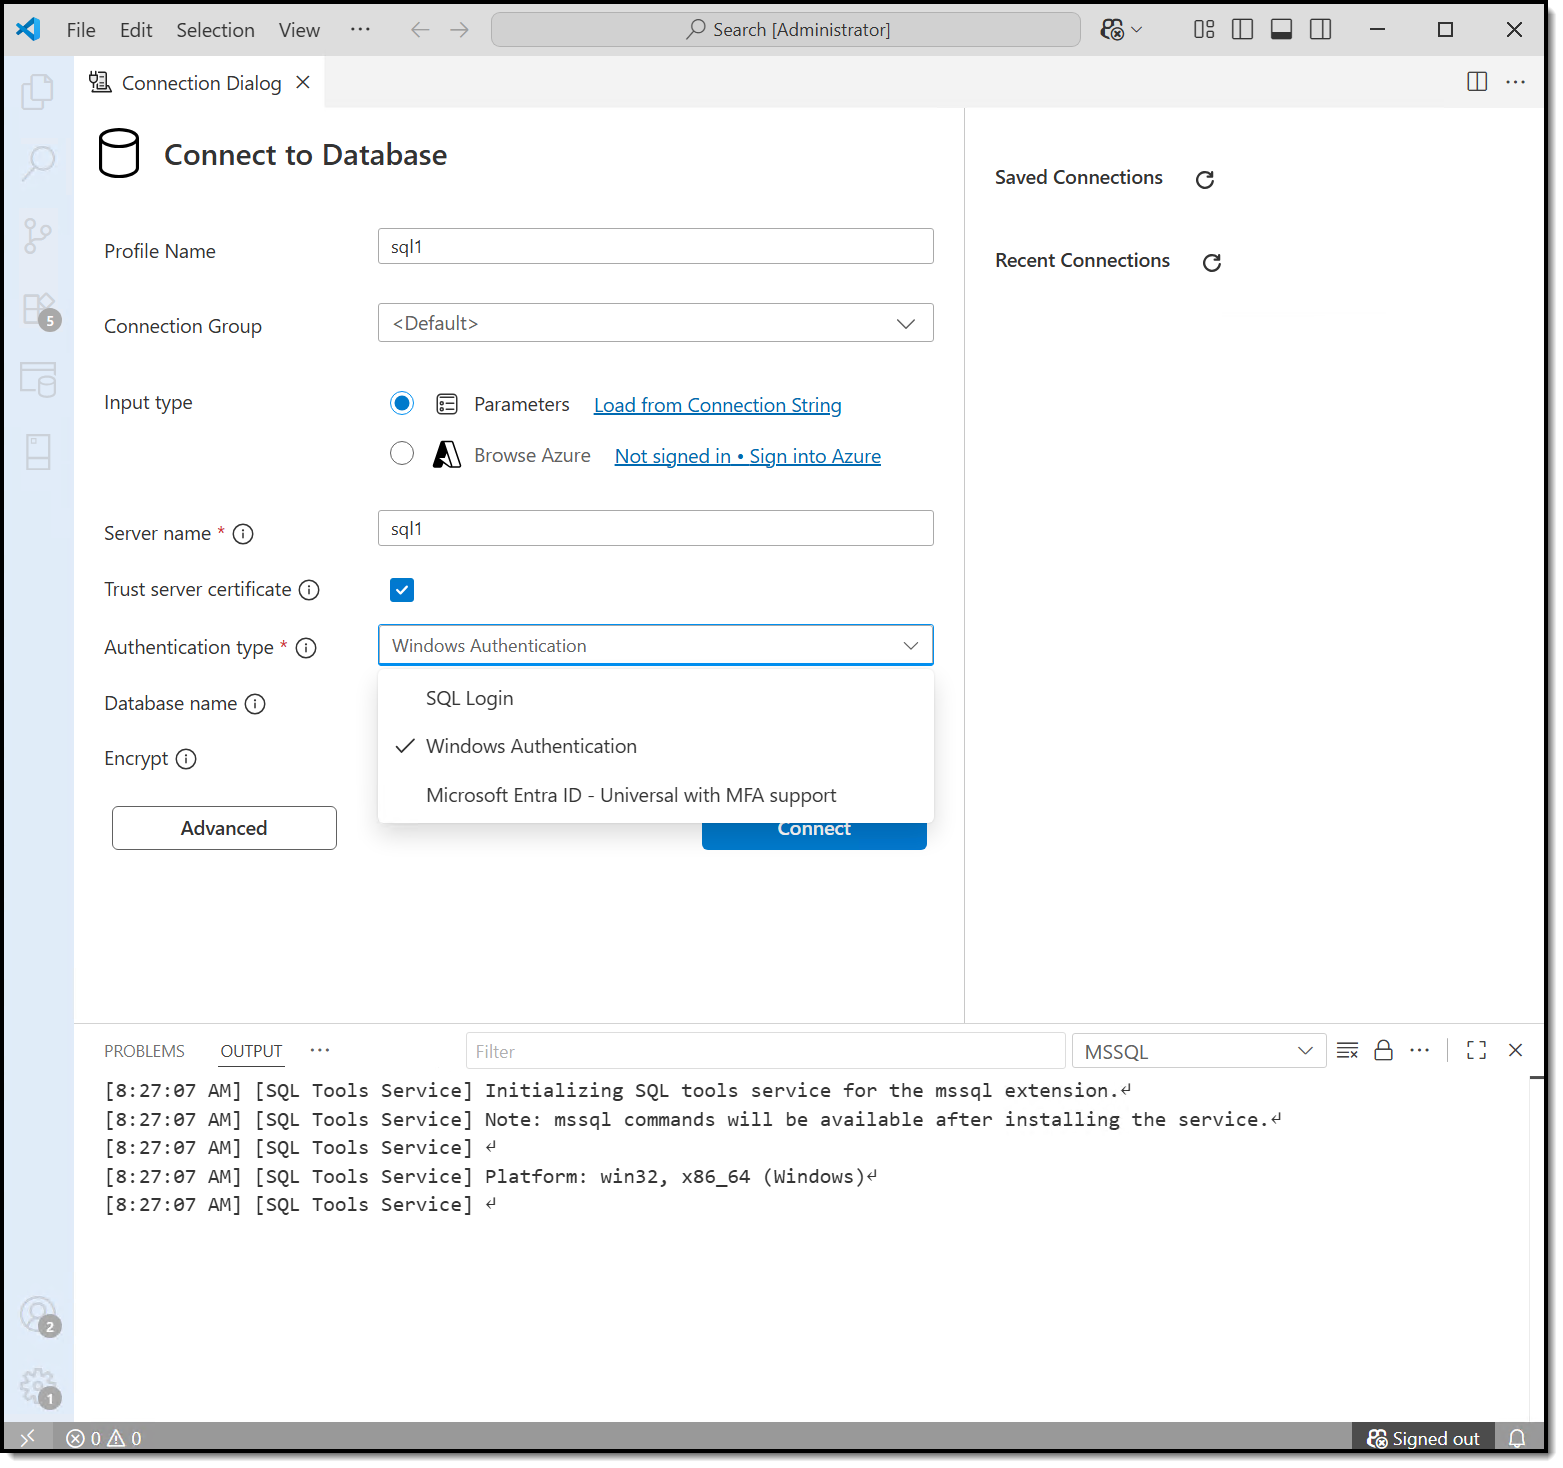 File Edit Selection View ··· Search [Administrator]
Connection Dialog
Connect to Database
Saved Connections
Recent Connections
Profile Name sql1
Connection Group <Default>
Input type Parameters Load from Connection String
Browse Azure Not signed in • Sign into Azure
5
Server name * sql1
Trust server certificate
Authentication type * Windows Authentication
SQL Login
Database name
Windows Authentication
Encrypt
Microsoft Entra ID - Universal with MFA support
Advanced Connect
PROBLEMS OUTPUT ··· Filter MSSQL
[8:27:07 AM] [SQL Tools Service] Initializing SQL tools service for the mssql extension.↵
[8:27:07 AM] [SQL Tools Service] Note: mssql commands will be available after installing the service.↵
[8:27:07 AM] [SQL Tools Service] ↵
[8:27:07 AM] [SQL Tools Service] Platform: win32, x86_64 (Windows)↵
[8:27:07 AM] [SQL Tools Service] ↵
2
1
0 0 Signed out